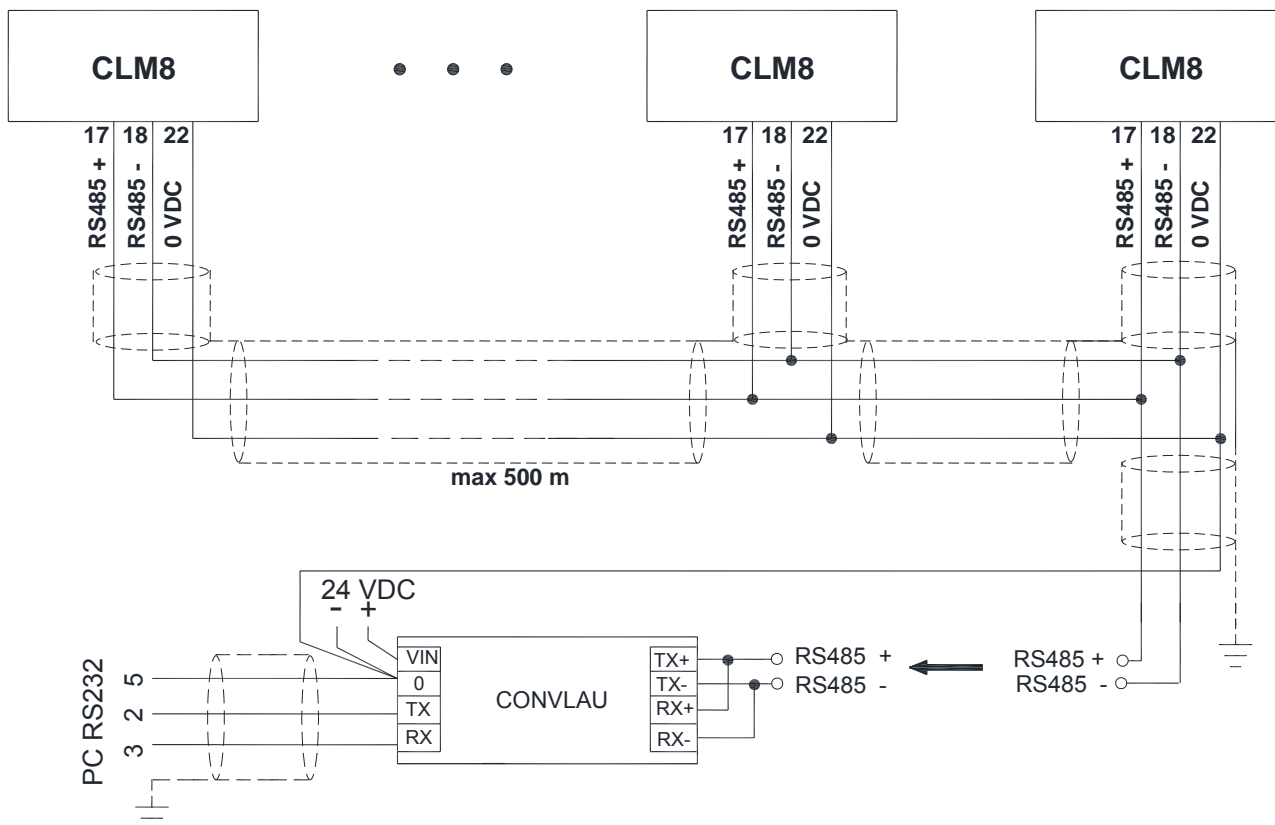 CLM8
CLM8
CLM8
17 18 22
17 18 22
17 18 22
RS485 +
RS485 -
0 VDC
RS485 +
RS485 -
0 VDC
RS485 +
RS485 -
0 VDC
max 500 m
24 VDC
- +
PC RS232
5
2
3
VIN
0
TX
RX
CONVLAU
TX+
TX-
RX+
RX-
RS485 +
RS485 -
RS485 +
RS485 -